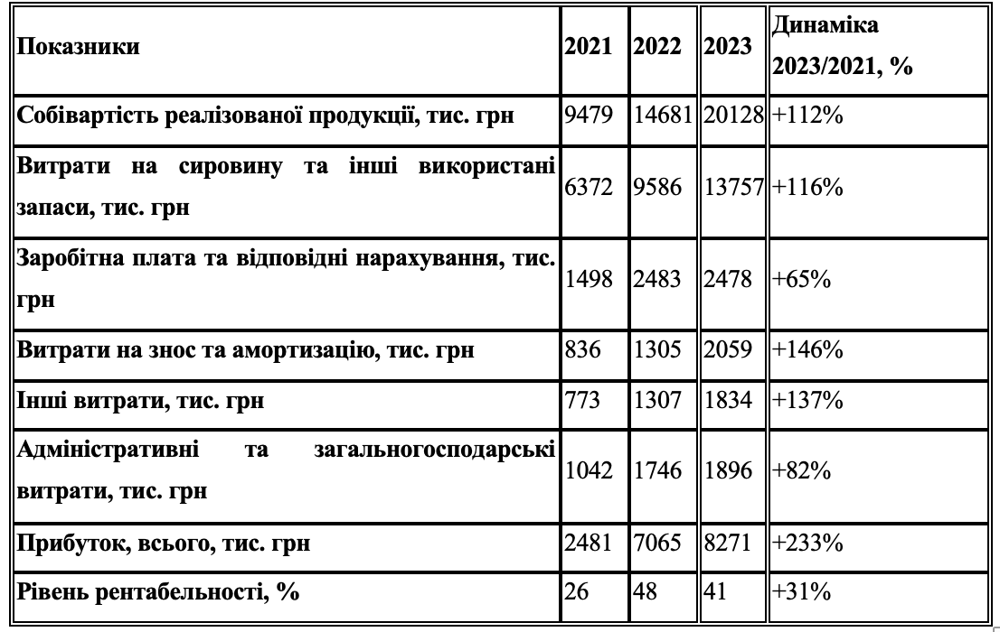 Показники 2021 2022 2023 Динаміка
2023/2021, %
Собівартість реалізованої продукції, тис. грн 9479 14681 20128 +112%
Витрати на сировину та інші використані
запаси, тис. грн 6372 9586 13757 +116%
Заробітна плата та відповідні нарахування, тис.
грн 1498 2483 2478 +65%
Витрати на знос та амортизацію, тис. грн 836 1305 2059 +146%
Інші витрати, тис. грн 773 1307 1834 +137%
Адміністративні та загальногосподарські
витрати, тис. грн 1042 1746 1896 +82%
Прибуток, всього, тис. грн 2481 7065 8271 +233%
Рівень рентабельності, % 26 48 41 +31%